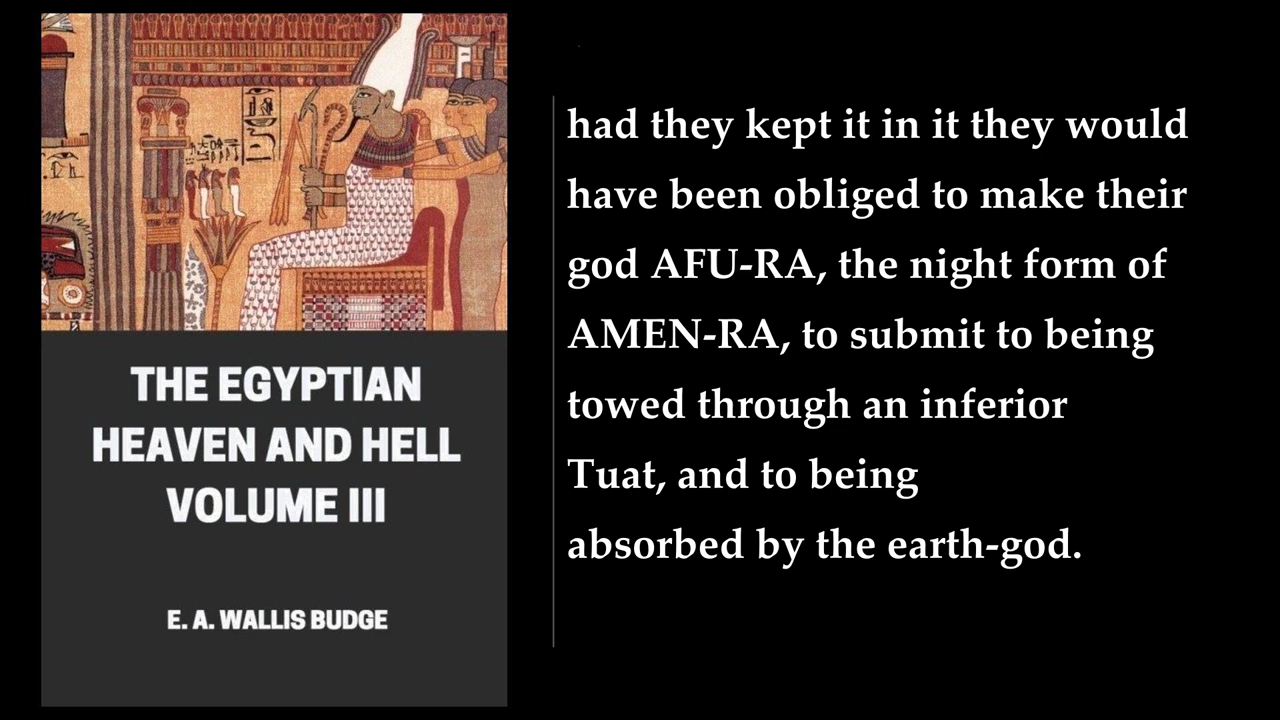 THE EGYPTIAN
HEAVEN AND HELL
VOLUME III
E. A. WALLIS BUDGE
had they kept it in it they would
have been obliged to make their
god AFU-RA, the night form of
AMEN-RA, to submit to being
towed through an inferior
Tuat, and to being
absorbed by the earth-god.